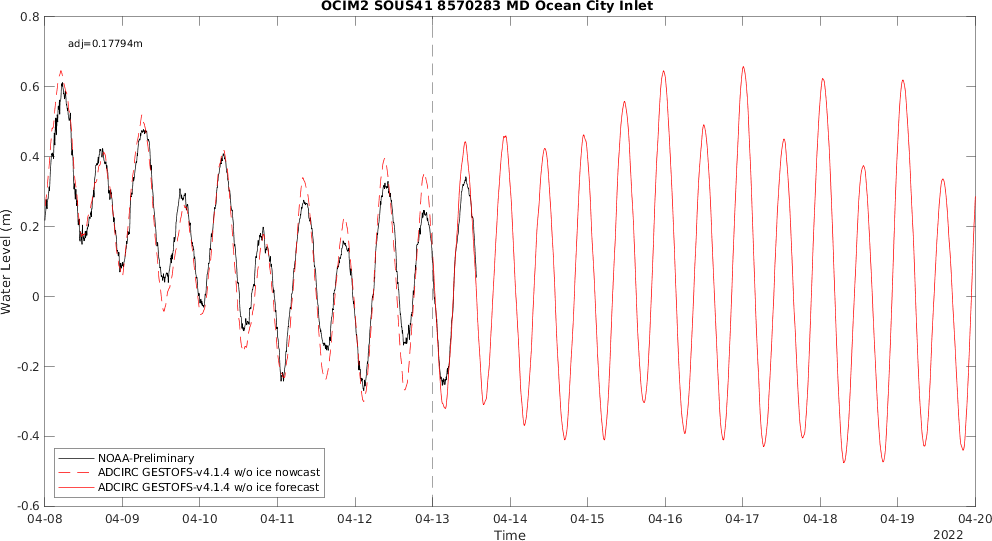 OCIM2 SOUS41 8570283 MD Ocean City Inlet
0.8
adj=0.17794m
0.6
0.4
0.2
0
-0.2
-0.4
-0.6
Water Level (m)
NOAA-Preliminary
ADCIRC GESTOFS-v4.1.4 w/o ice nowcast
ADCIRC GESTOFS-v4.1.4 w/o ice forecast
04-08 04-09 04-10 04-11 04-12 04-13 04-14 04-15 04-16 04-17 04-18 04-19 04-20
Time
2022